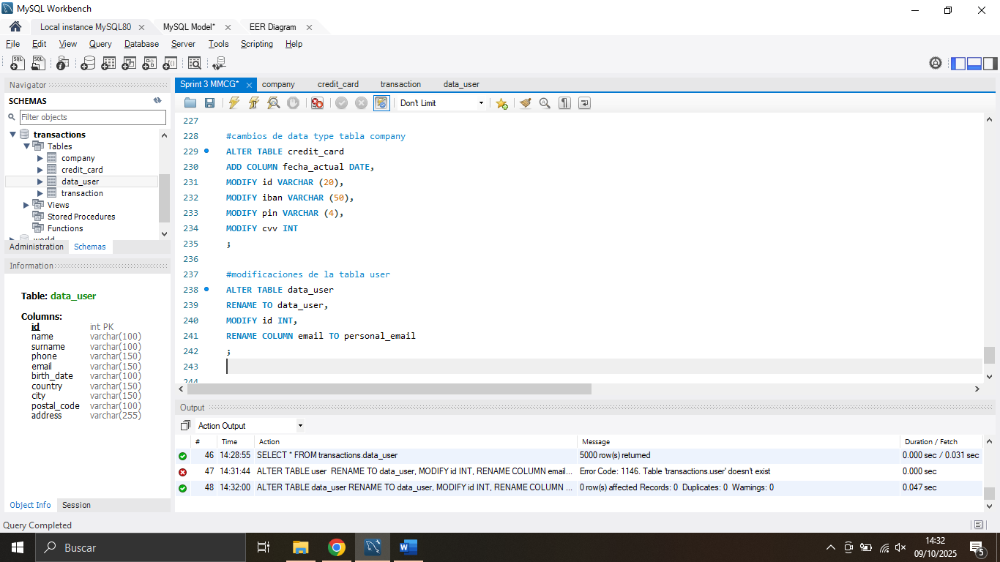 MySQL Workbench
Local instance MySQL80
MySQL Model*
EER Diagram
File Edit View Query Database Server Tools Scripting Help
Navigator
SCHEMAS
Filter objects
transactions
Tables
company
credit_card
data_user
transaction
Views
Stored Procedures
Functions
world
Administration Schemas
Information
Table: data_user
Columns:
id int PK
name varchar(100)
surname varchar(100)
phone varchar(150)
email varchar(150)
birth_date varchar(100)
country varchar(150)
city varchar(150)
postal_code varchar(100)
address varchar(255)
Object Info Session
Sprint 3 MMCG* company credit_card transaction data_user
Don't Limit
227
228 #cambios de data type tabla company
229 ALTER TABLE credit_card
230 ADD COLUMN fecha_actual DATE,
231 MODIFY id VARCHAR (20),
232 MODIFY iban VARCHAR (50),
233 MODIFY pin VARCHAR (4),
234 MODIFY cvv INT
235 ;
236
237 #modificaciones de la tabla user
238 ALTER TABLE data_user
239 RENAME TO data_user,
240 MODIFY id INT,
241 RENAME COLUMN email TO personal_email
242 ;
243
244
Output
Action Output
# Time Action Message Duration / Fetch
46 14:28:55 SELECT * FROM transactions.data_user 5000 row(s) returned 0.000 sec / 0.031 sec
47 14:31:44 ALTER TABLE user RENAME TO data_user, MODIFY id INT, RENAME COLUMN email... Error Code: 1146. Table 'transactions.user' doesn't exist 0.000 sec
48 14:32:00 ALTER TABLE data_user RENAME TO data_user, MODIFY id INT, RENAME COLUMN ... 0 row(s) affected Records: 0 Duplicates: 0 Warnings: 0 0.047 sec
Query Completed
Buscar
14:32
09/10/2025
5